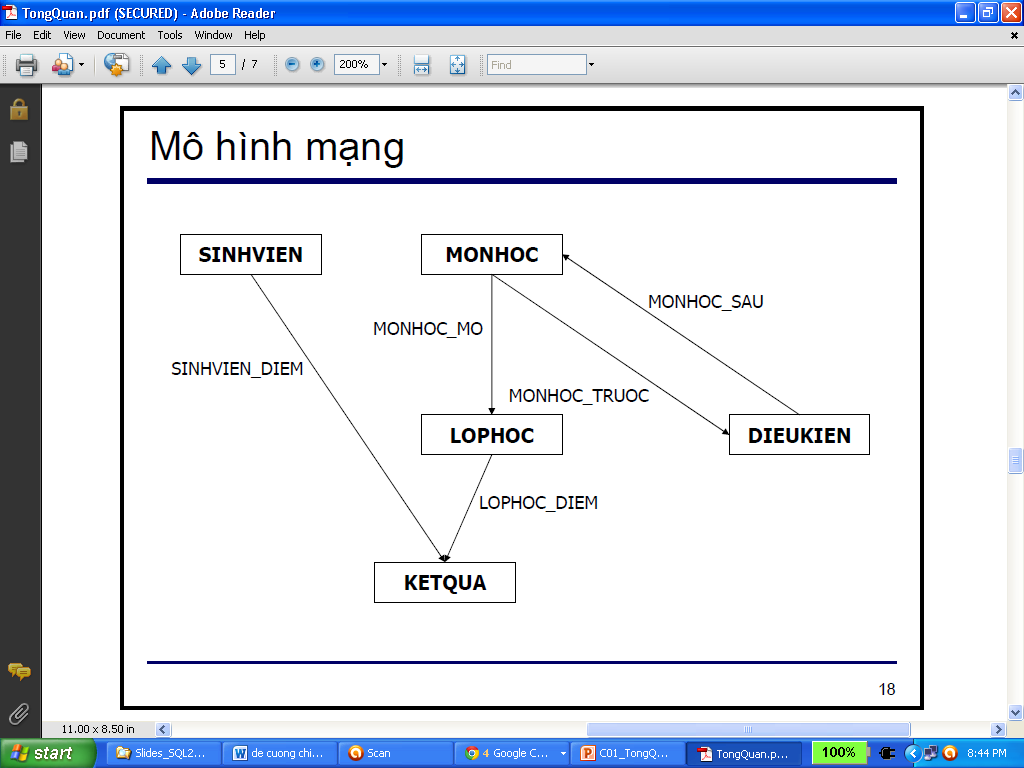 TongQuan.pdf (SECURED) - Adobe Reader
File Edit View Document Tools Window Help
5 / 7 200% Find
Mô hình mạng
SINHVIEN MONHOC
MONHOC_SAU
MONHOC_MO
SINHVIEN_DIEM
MONHOC_TRUOC
LOPHOC DIEUKIEN
LOPHOC_DIEM
KETQUA
18
11.00 x 8.50 in
start Slides_SQL2... de cuong chi... Scan 4 Google C... C01_TongQ... TongQuan.p... 100% 8:44 PM